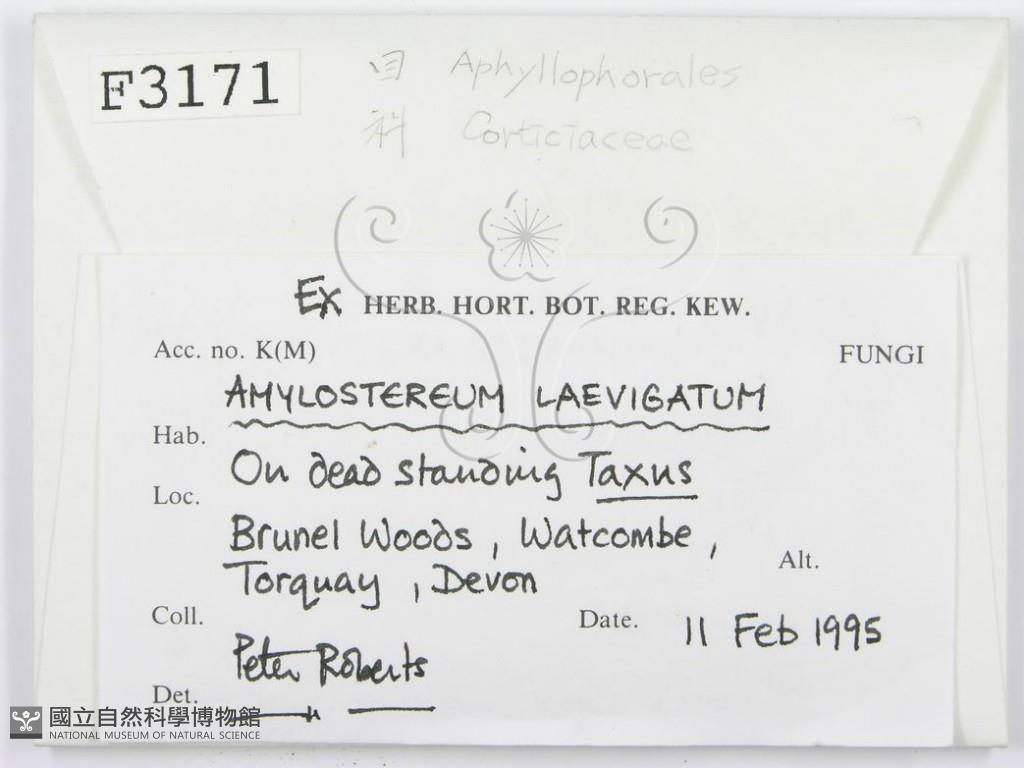 F3171
目 Aphyllophorales
科 Corticiaceae
Ex HERB. HORT. BOT. REG. KEW.
Acc. no. K(M)
FUNGI
AMYLOSTEREUM LAEVIGATUM
Hab.
On dead standing Taxus
Loc.
Brunel Woods, Watcombe,
Torquay, Devon
Alt.
Coll.
Peter Roberts
Date. 11 Feb 1995
Det.
國立自然科學博物館
NATIONAL MUSEUM OF NATURAL SCIENCE